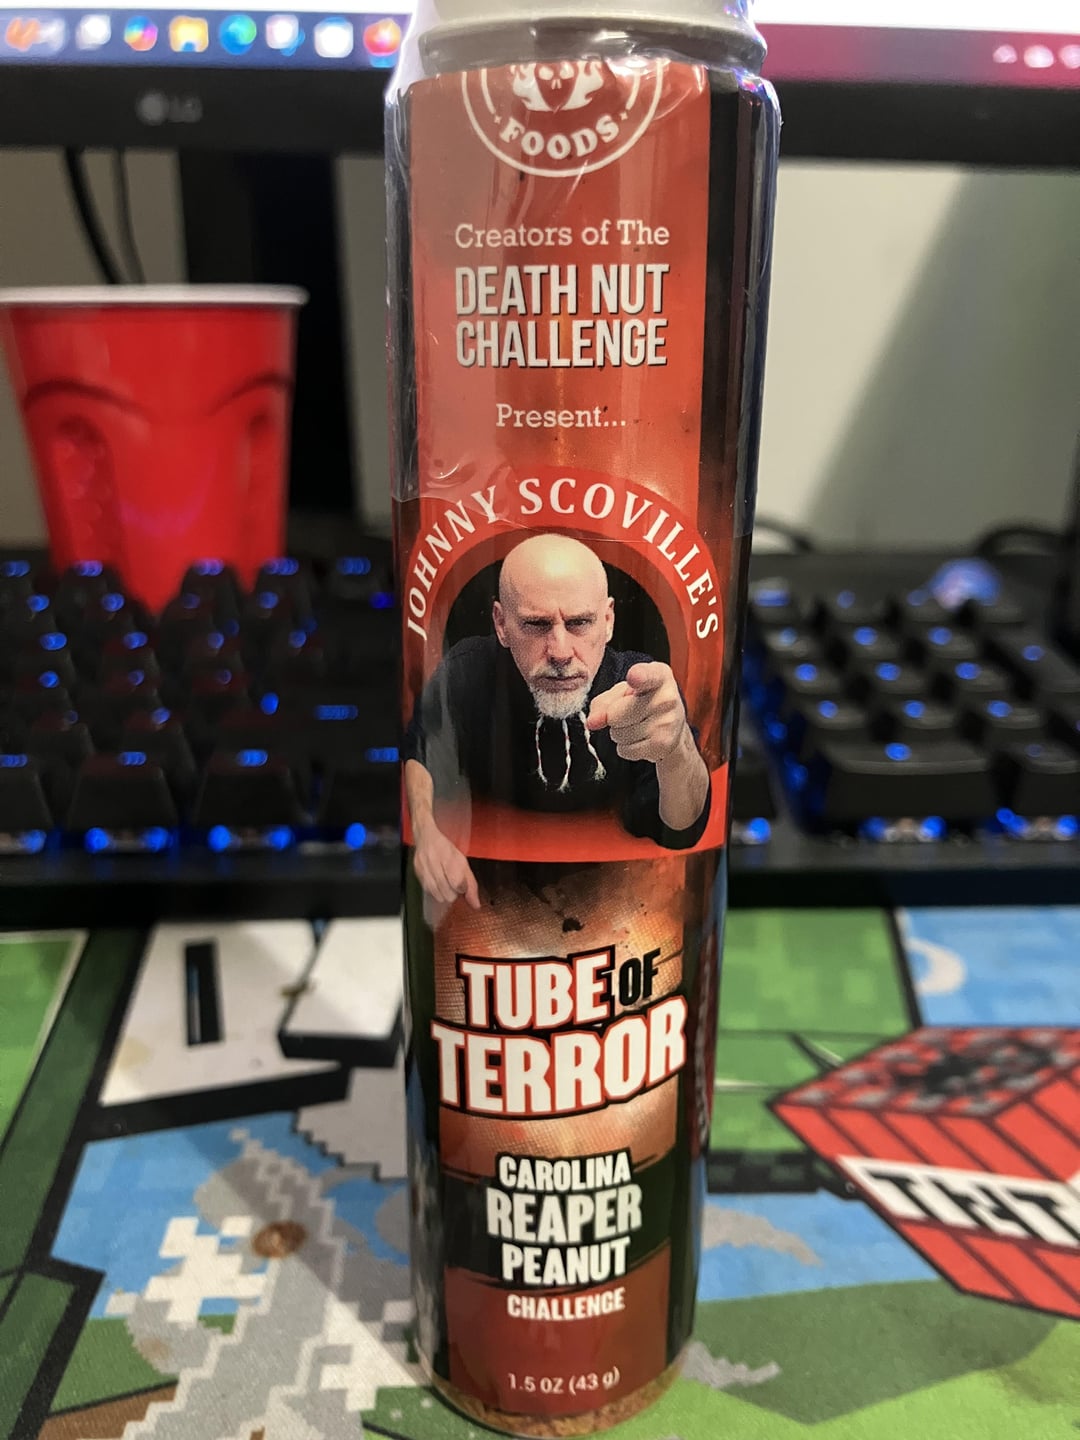 LG
FOODS
Creators of The
DEATH NUT
CHALLENGE
Present...
JOHNNY SCOVILLE'S
TUBE OF
TERROR
CAROLINA
REAPER
PEANUT
CHALLENGE
1.5 OZ (43 g)
TNT